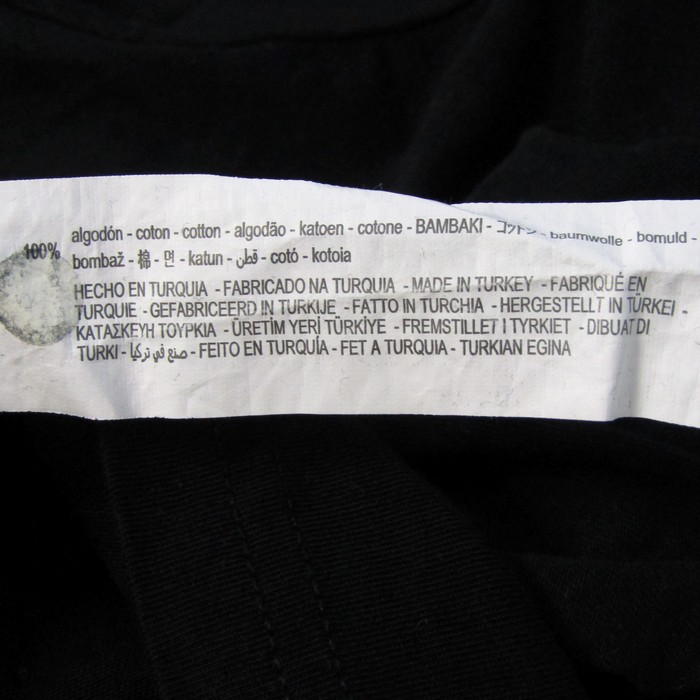 100% algodón - coton - cotton - algodão - katoen - cotone - BAMBAKI - コットン - baumwolle - bomuld -
bombaž - 棉 - 면 - katun - قطن - cotó - kotoia
HECHO EN TURQUIA - FABRICADO NA TURQUIA - MADE IN TURKEY - FABRIQUÉ EN
TURQUIE - GEFABRICEERD IN TURKIJE - FATTO IN TURCHIA - HERGESTELLT IN TÜRKEI -
ΚΑΤΑΣΚΕΥΗ ΤΟΥΡΚΙΑ - ÜRETİM YERİ TÜRKİYE - FREMSTILLET I TYRKIET - DIBUAT DI
TURKI - صنع في تركيا - FEITO EN TURQUÍA - FET A TURQUIA - TURKIAN EGINA